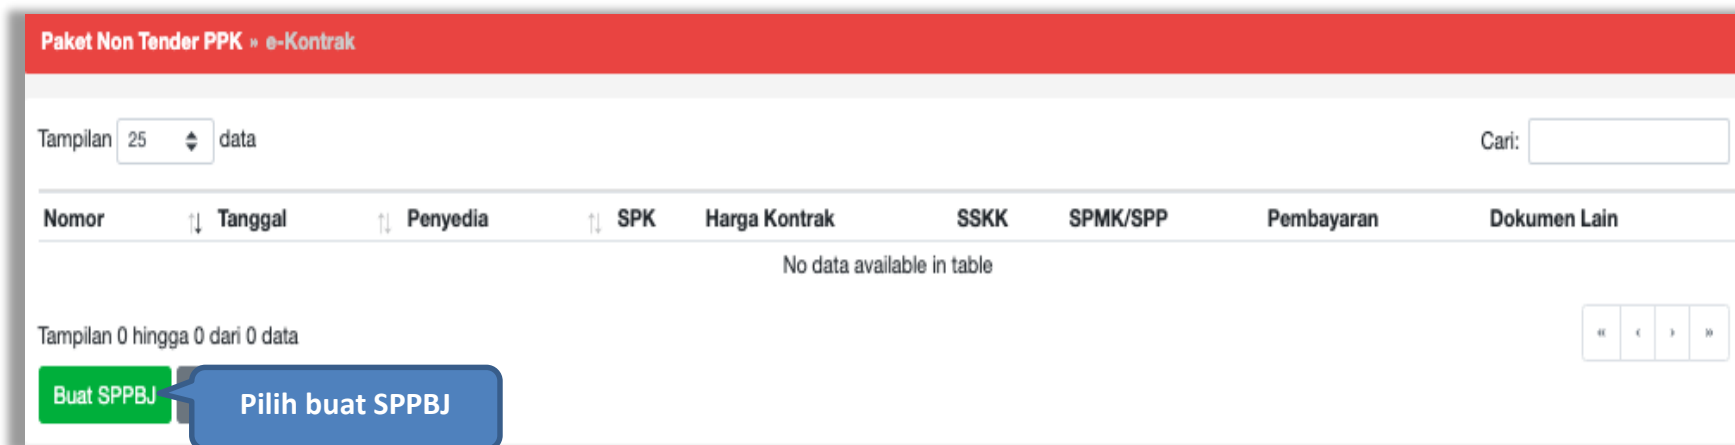 Paket Non Tender PPK » e-Kontrak
Tampilan 25 data Cari:
Nomor Tanggal Penyedia SPK Harga Kontrak SSKK SPMK/SPP Pembayaran Dokumen Lain
No data available in table
Tampilan 0 hingga 0 dari 0 data « ‹ › »
Buat SPPBJ Pilih buat SPPBJ